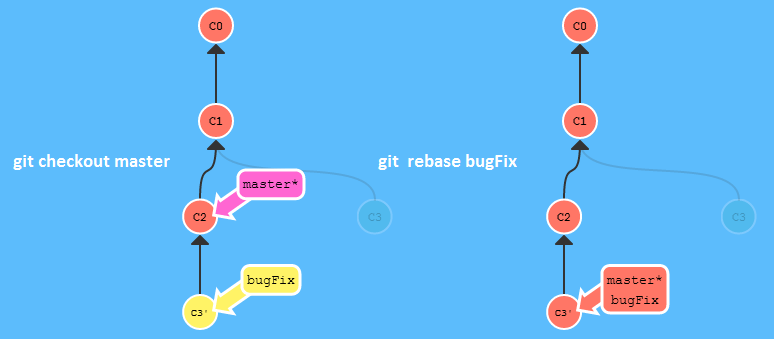 C0
C1
git checkout master
master*
C2
C3
bugFix
C3'
C0
C1
git rebase bugFix
C2
C3
master*
bugFix
C3'